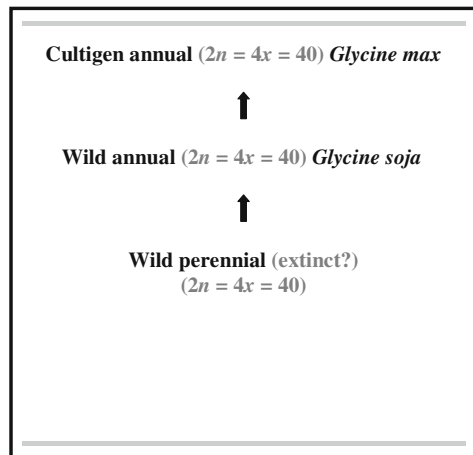 Cultigen annual (2n = 4x = 40) Glycine max
Wild annual (2n = 4x = 40) Glycine soja
Wild perennial (extinct?)
(2n = 4x = 40)